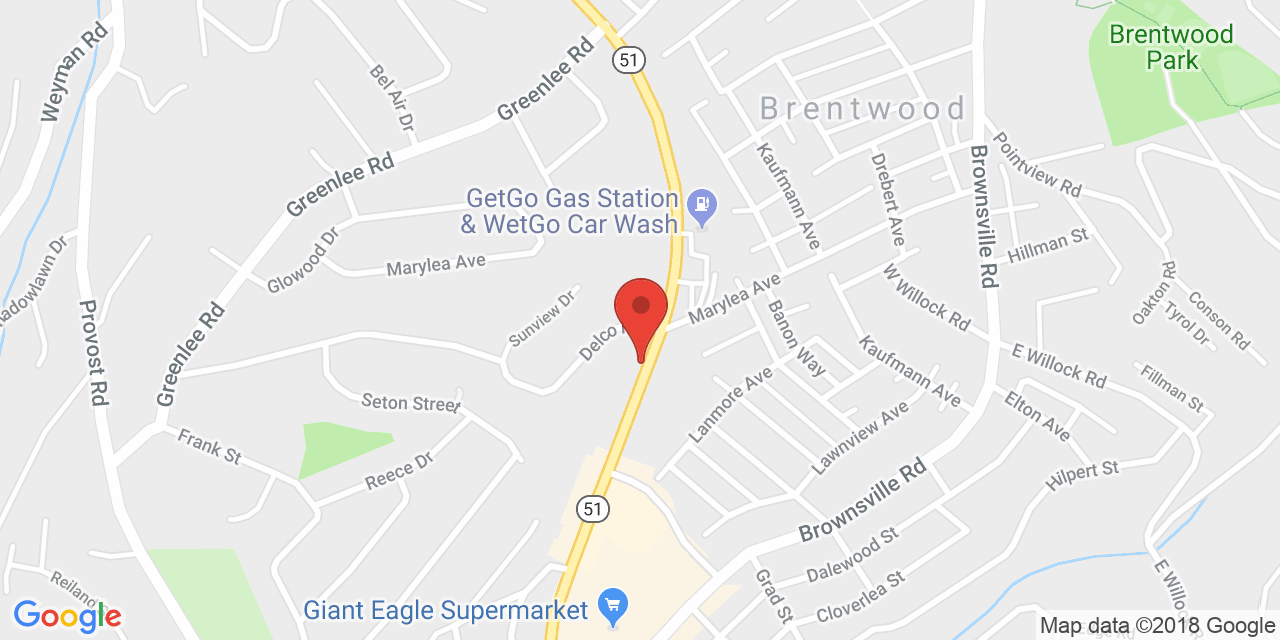 Weyman Rd
Bel Air Dr
Greenlee Rd
51
Brentwood
Park
Brentwood
Greenlee Rd
Kaufmann Ave
Drebert Ave
Brownsville Rd
Pointview Rd
GetGo Gas Station
& WetGo Car Wash
Glowood Dr
Marylea Ave
Hillman St
Provost Rd
Greenlee Rd
Sunview Dr
Delco
Marylea Ave
Banon Way
W Willock Rd
Oakton Rd
Conson Rd
Tyrol Dr
Kaufmann Ave
E Willock Rd
Fillman St
Seton Street
Lanmore Ave
Elton Ave
Frank St
Reece Dr
Lawnview Ave
Hilpert St
51
Brownsville Rd
Dalewood St
Grad St
Cloverlea St
Giant Eagle Supermarket
Google
Map data ©2018 Google